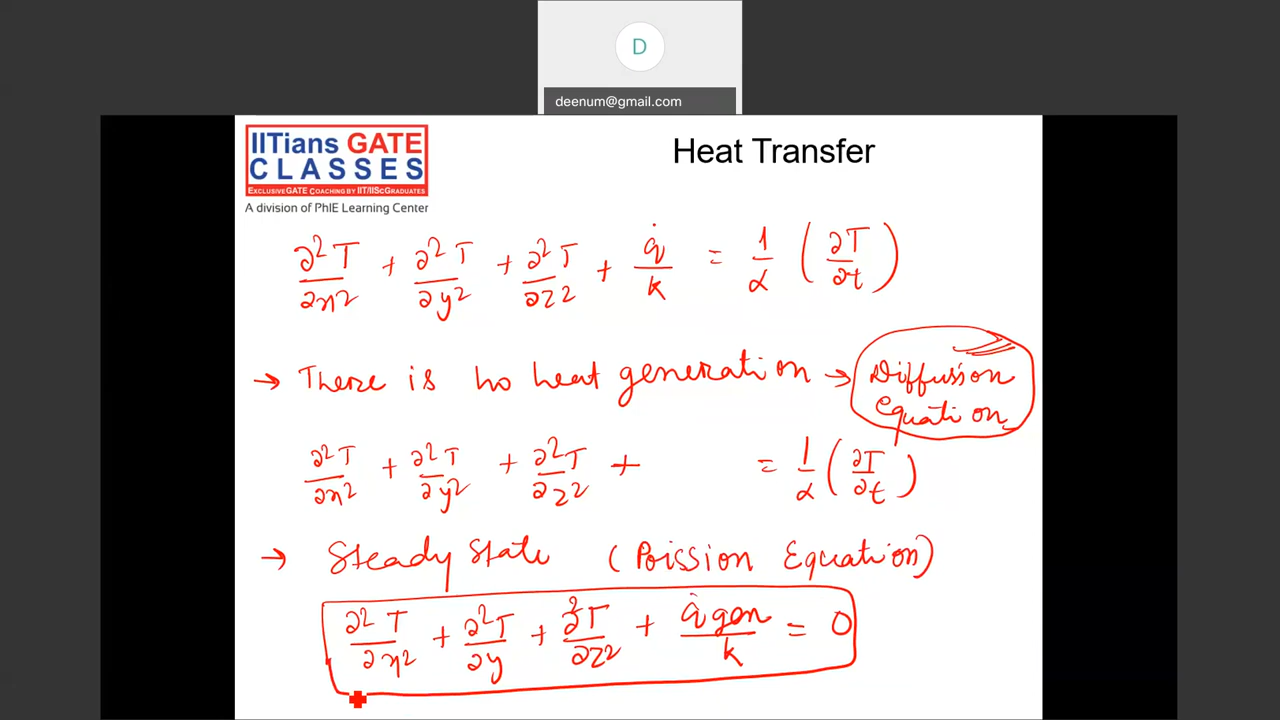 D
deenum@gmail.com
IITians GATE
CLASSES
EXCLUSIVE GATE COACHING BY IIT/IISc GRADUATES
A division of PhIE Learning Center
Heat Transfer
∂²T/∂x² + ∂²T/∂y² + ∂²T/∂z² + q̇/k = 1/α (∂T/∂t)
→ There is no heat generation → Diffusion Equation
∂²T/∂x² + ∂²T/∂y² + ∂²T/∂z² + = 1/α (∂T/∂t)
→ Steady State (Poission Equation)
∂²T/∂x² + ∂²T/∂y + ∂²T/∂z² + q̇gen/k = 0